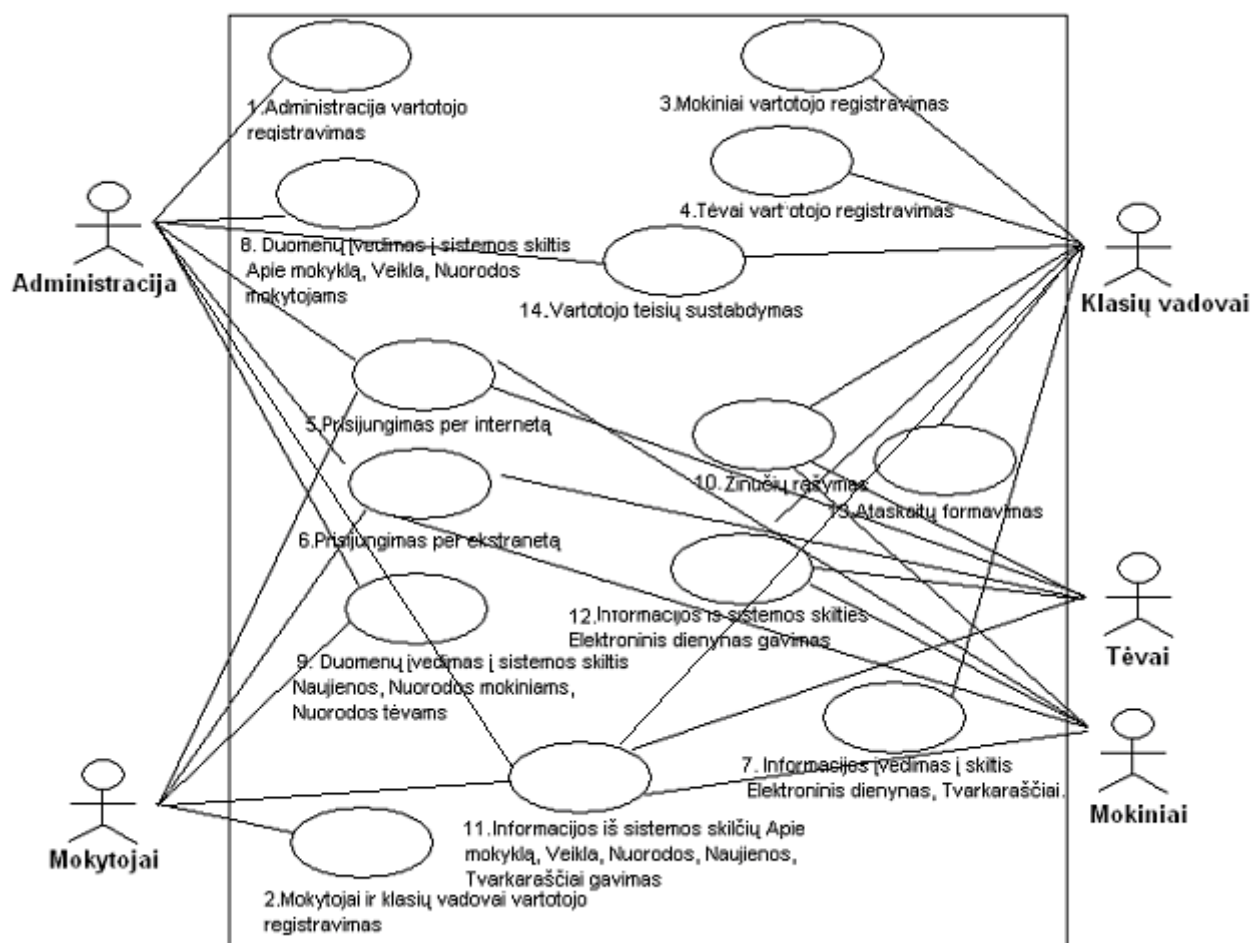 1.Administracija vartotojo
registravimas
3.Mokiniai vartotojo registravimas
4.Tėvai vartotojo registravimas
8. Duomenų įvedimas į sistemos skiltis
Apie mokyklą, Veikla, Nuorodos
mokytojams
Administracija
Klasių vadovai
14.Vartotojo teisių sustabdymas
5.Prisijungimas per internetą
10. Žinučių rašymas
13.Ataskaitų formavimas
6.Prisijungimas per ekstranetą
12.Informacijos iš sistemos skilties
Elektroninis dienynas gavimas
Tėvai
9. Duomenų įvedimas į sistemos skiltis
Naujienos, Nuorodos mokiniams,
Nuorodos tėvams
7. Informacijos įvedimas į skiltis
Elektroninis dienynas, Tvarkaraščiai.
Mokiniai
Mokytojai
11.Informacijos iš sistemos skilčių Apie
mokyklą, Veikla, Nuorodos, Naujienos,
Tvarkaraščiai gavimas
2.Mokytojai ir klasių vadovai vartotojo
registravimas